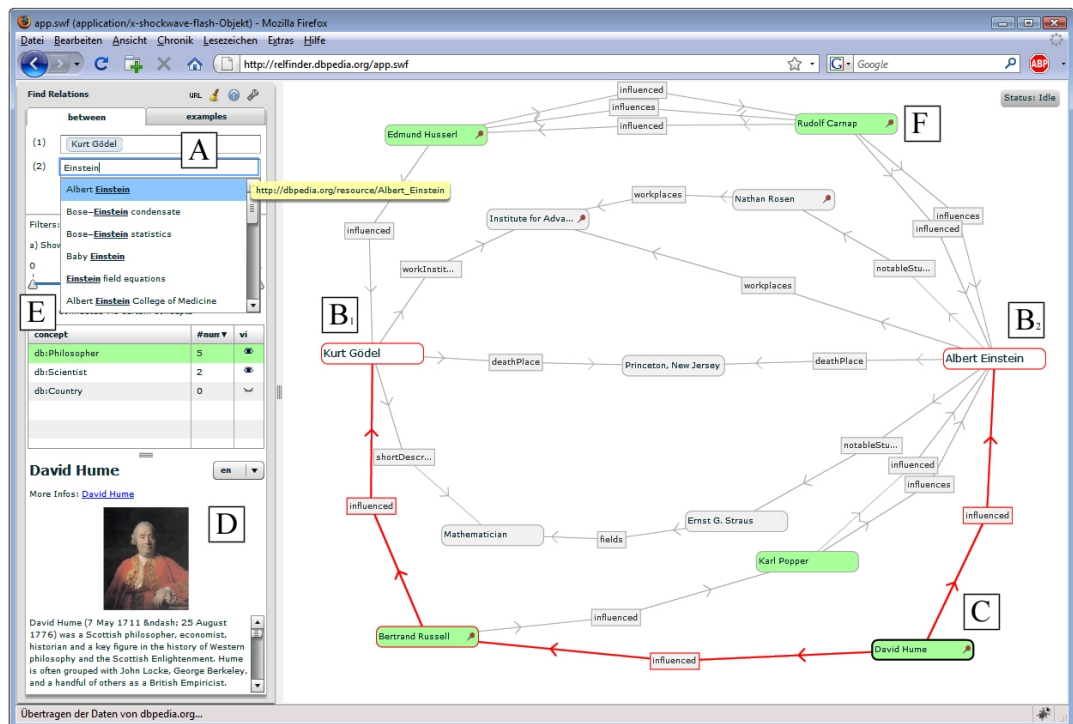 app.swf (application/x-shockwave-flash-Objekt) - Mozilla Firefox
Datei Bearbeiten Ansicht Chronik Lesezeichen Extras Hilfe
http://relfinder.dbpedia.org/app.swf
G Google
ABP
Find Relations
URL
between
examples
(1) Kurt Gödel
A
(2) Einstein
Albert Einstein
http://dbpedia.org/resource/Albert_Einstein
Bose–Einstein condensate
Bose–Einstein statistics
Baby Einstein
Einstein field equations
Albert Einstein College of Medicine
Filters:
a) Show
0
E
concept #num▼ vi
db:Philosopher 5
db:Scientist 2
db:Country 0
David Hume
en
More Infos: David Hume
D
David Hume (7 May 1711 &ndash; 25 August
1776) was a Scottish philosopher, economist,
historian and a key figure in the history of Western
philosophy and the Scottish Enlightenment. Hume
is often grouped with John Locke, George Berkeley,
and a handful of others as a British Empiricist.
Status: Idle
influenced
influences
influenced
Edmund Husserl
Rudolf Carnap
F
workplaces
Nathan Rosen
Institute for Adva...
influenced
influences
influenced
workInstit...
notableStu...
workplaces
B1
B2
Kurt Gödel
deathPlace
Princeton, New Jersey
deathPlace
Albert Einstein
shortDescr...
notableStu...
influenced
influences
influenced
influenced
Ernst G. Straus
Mathematician
fields
Karl Popper
influenced
C
Bertrand Russell
influenced
David Hume
Übertragen der Daten von dbpedia.org...